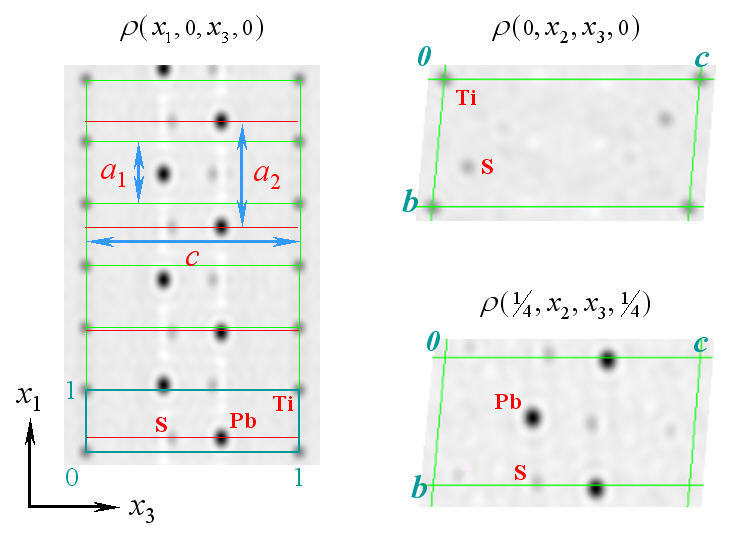 ρ(x₁, 0, x₃, 0)
a₁
a₂
c
1
S
Pb
Ti
0
1
x₁
x₃
ρ(0, x₂, x₃, 0)
0
c
Ti
S
b
ρ(¼, x₂, x₃, ¼)
0
c
Pb
S
b